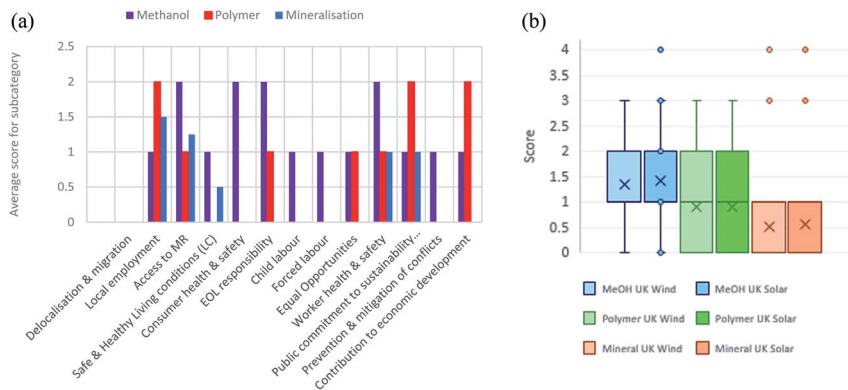 (a)
Methanol Polymer Mineralisation
Average score for subcategory
2.5
2
1.5
1
0.5
0
Delocalisation & migration
Local employment
Access to MR
Safe & Healthy Living conditions (LC)
Consumer health & safety
EOL responsibility
Child labour
Forced labour
Equal Opportunities
Worker health & safety
Public commitment to sustainability...
Prevention & mitigation of conflicts
Contribution to economic development
(b)
Score
4
3.5
3
2.5
2
1.5
1
0.5
0
MeOH UK Wind MeOH UK Solar
Polymer UK Wind Polymer UK Solar
Mineral UK Wind Mineral UK Solar